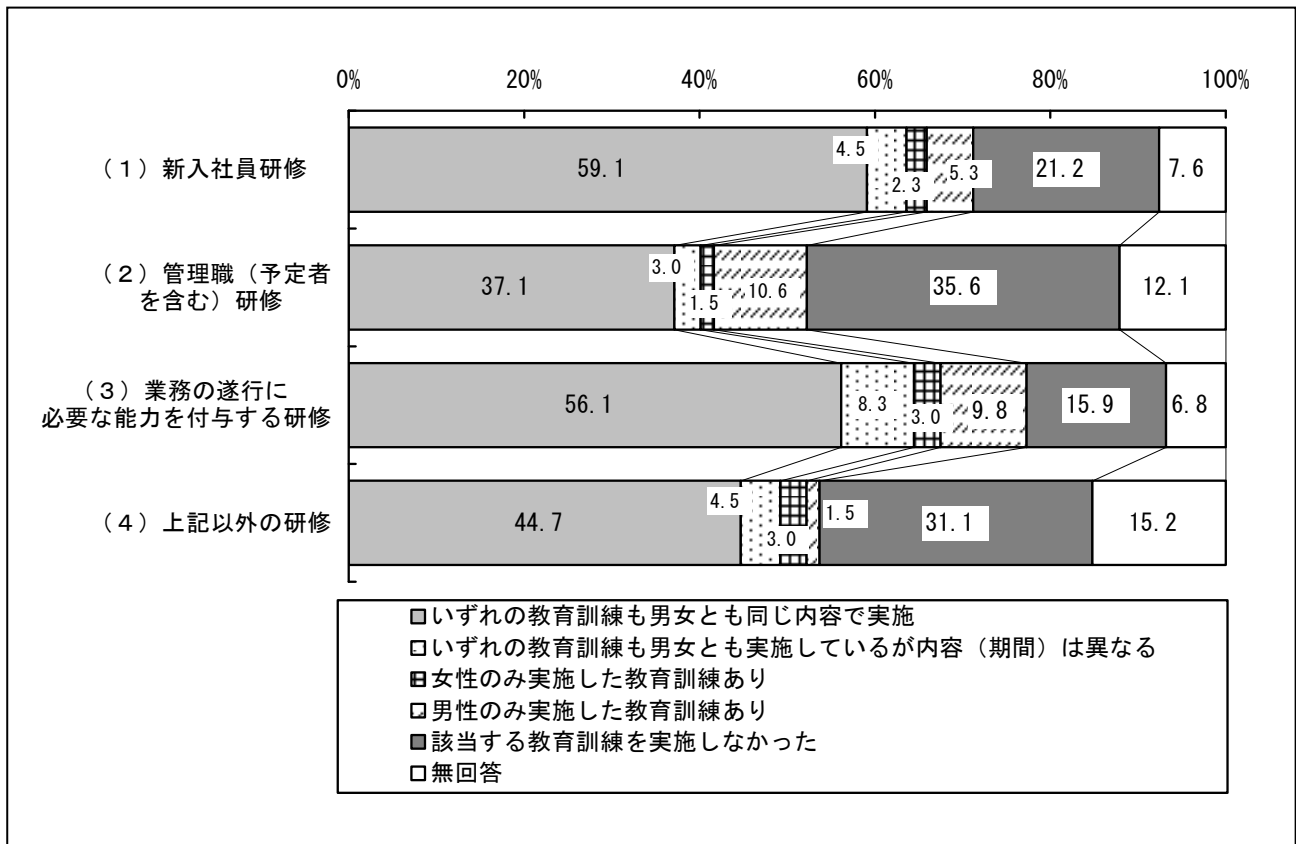 0% 20% 40% 60% 80% 100%
(1)新入社員研修
59.1 4.5 2.3 5.3 21.2 7.6
(2)管理職(予定者
を含む)研修
37.1 3.0 1.5 10.6 35.6 12.1
(3)業務の遂行に
必要な能力を付与する研修
56.1 8.3 3.0 9.8 15.9 6.8
(4)上記以外の研修
44.7 4.5 3.0 1.5 31.1 15.2
いずれの教育訓練も男女とも同じ内容で実施
いずれの教育訓練も男女とも実施しているが内容(期間)は異なる
女性のみ実施した教育訓練あり
男性のみ実施した教育訓練あり
該当する教育訓練を実施しなかった
無回答